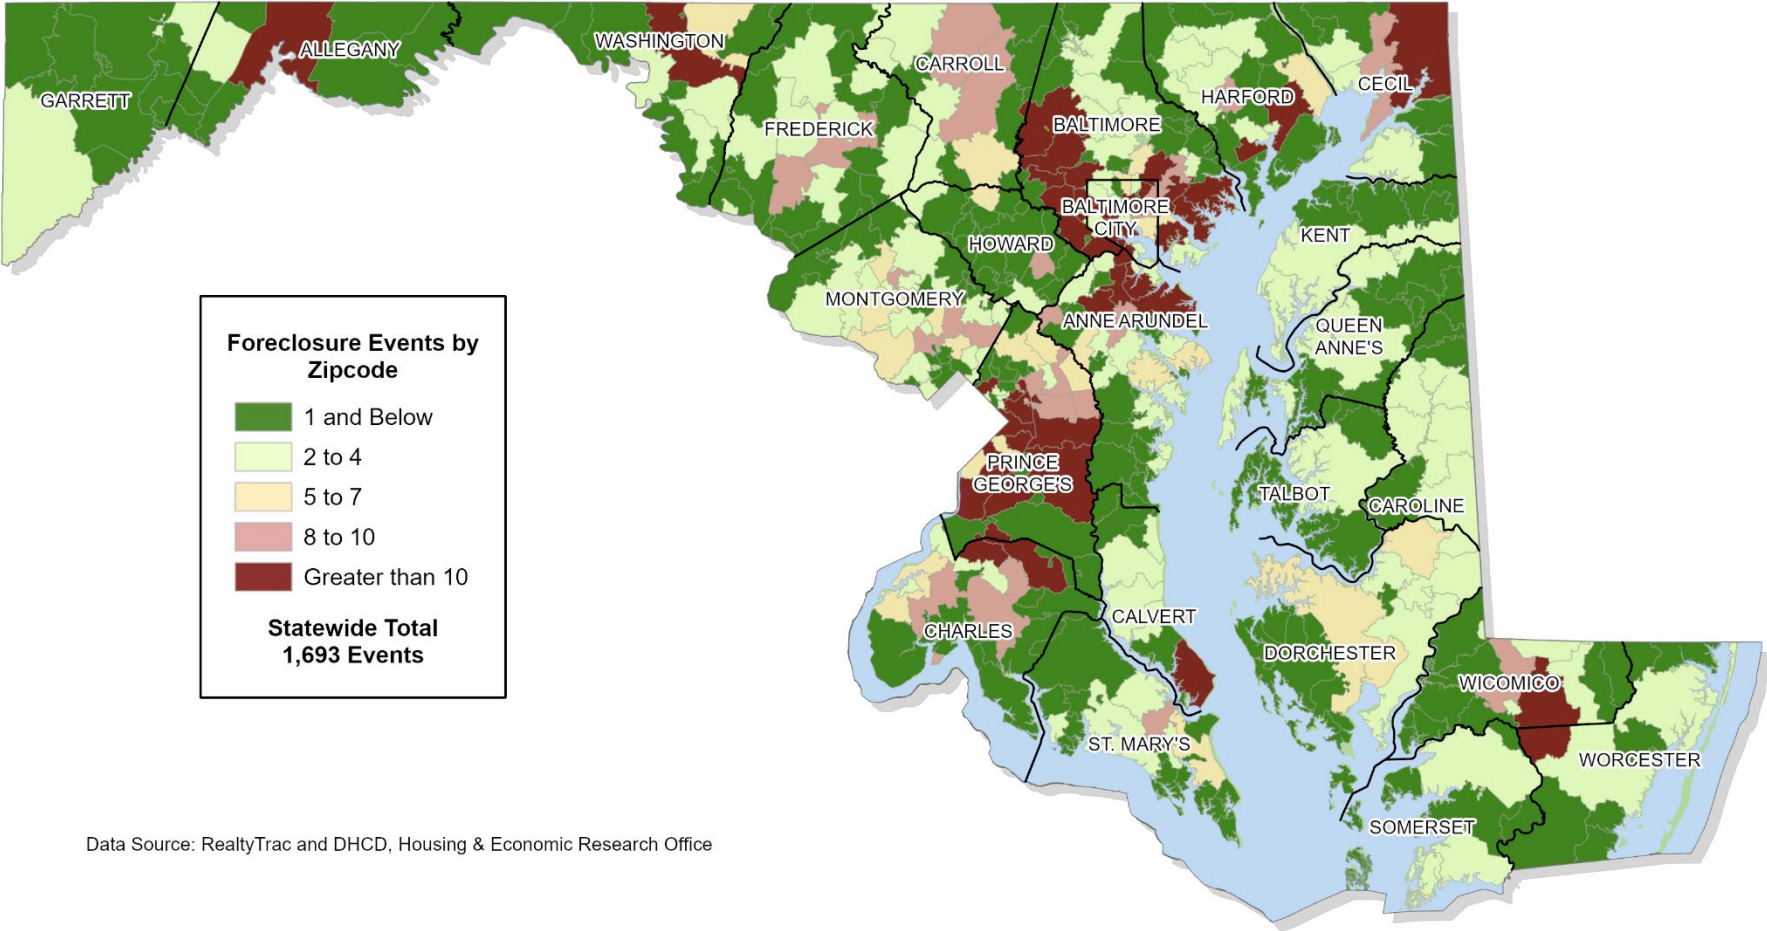 WASHINGTON
ALLEGANY
CARROLL
CECIL
GARRETT
HARFORD
FREDERICK
BALTIMORE
BALTIMORE
CITY
KENT
HOWARD
MONTGOMERY
ANNE ARUNDEL
QUEEN
ANNE'S
PRINCE
GEORGE'S
TALBOT
CAROLINE
CALVERT
CHARLES
DORCHESTER
WICOMICO
ST. MARY'S
WORCESTER
SOMERSET
Foreclosure Events by
Zipcode
1 and Below
2 to 4
5 to 7
8 to 10
Greater than 10
Statewide Total
1,693 Events
Data Source: RealtyTrac and DHCD, Housing & Economic Research Office